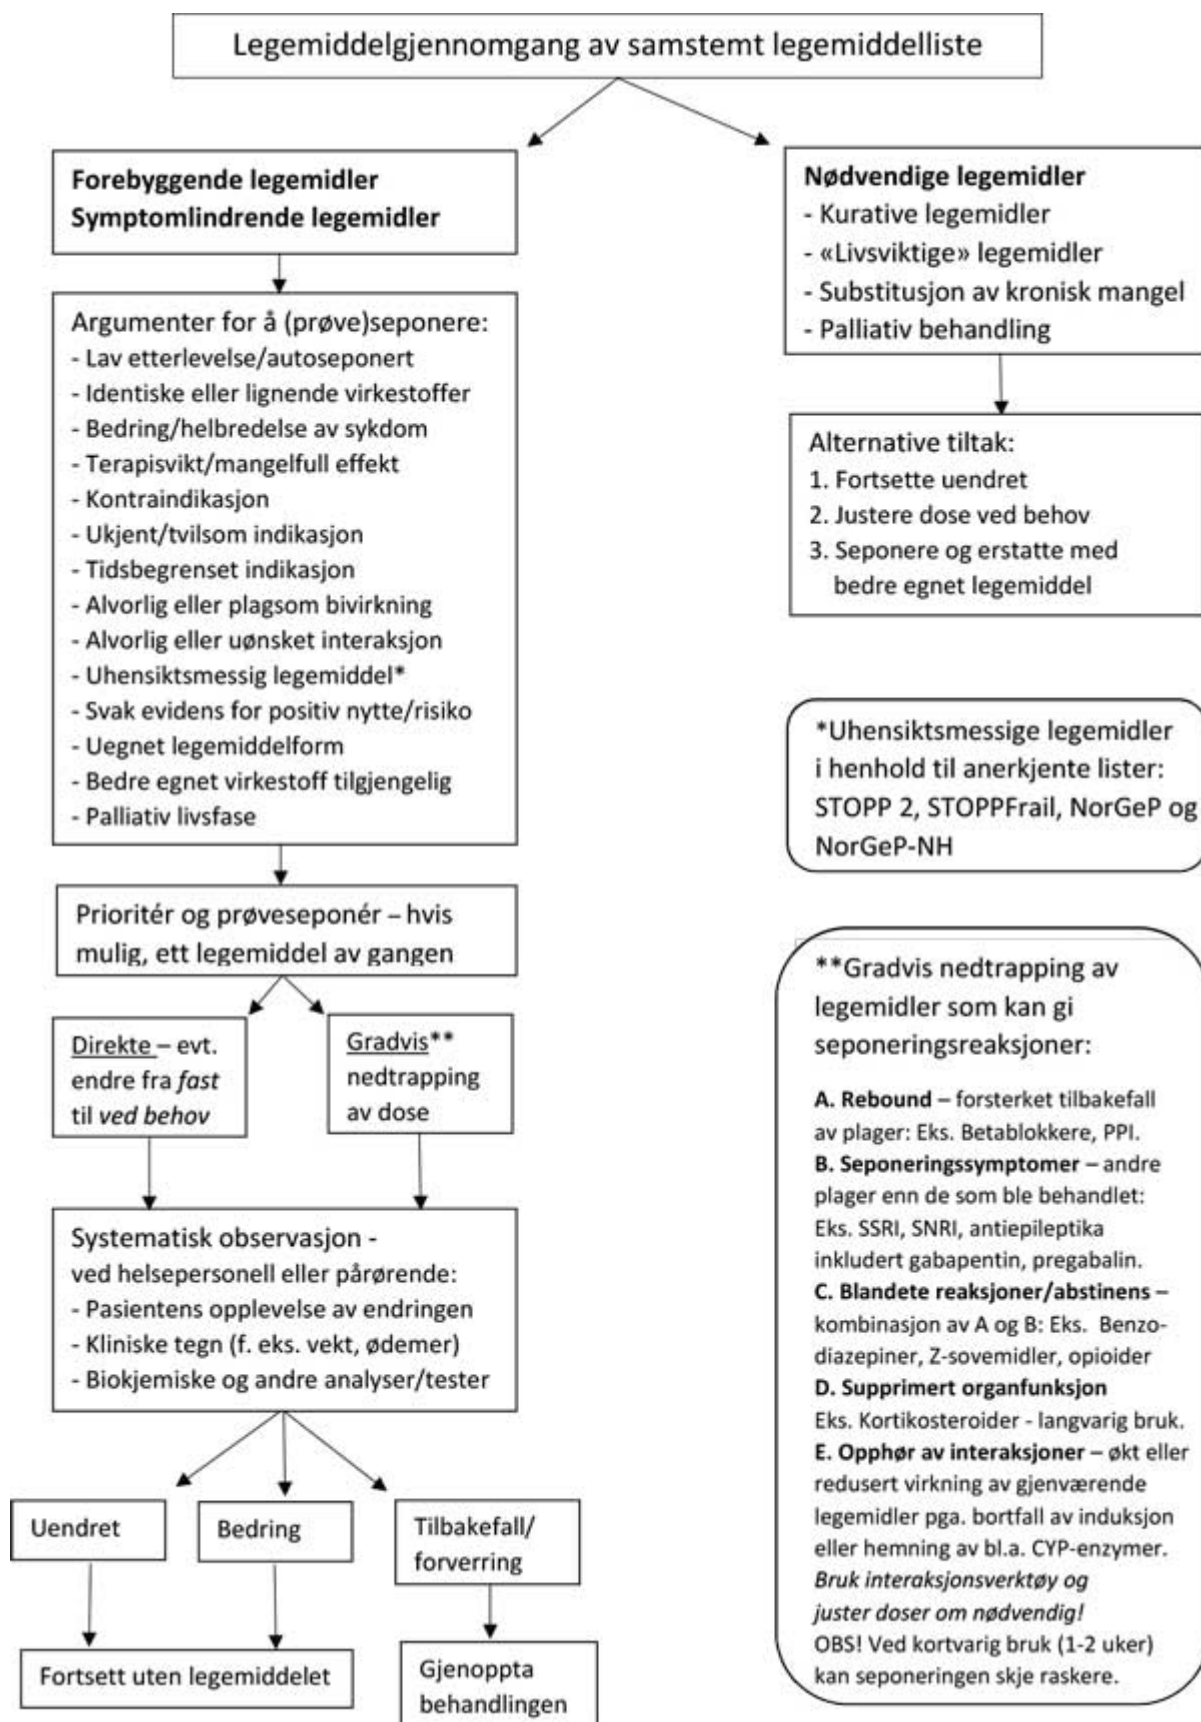 Legemiddelgjennomgang av samstemt legemiddelliste
Forebyggende legemidler
Symptomlindrende legemidler
Argumenter for å (prøve)seponere:
- Lav etterlevelse/autoseponert
- Identiske eller lignende virkestoffer
- Bedring/helbredelse av sykdom
- Terapisvikt/mangelfull effekt
- Kontraindikasjon
- Ukjent/tvilsom indikasjon
- Tidsbegrenset indikasjon
- Alvorlig eller plagsom bivirkning
- Alvorlig eller uønsket interaksjon
- Uhensiktsmessig legemiddel*
- Svak evidens for positiv nytte/risiko
- Uegnet legemiddelform
- Bedre egnet virkestoff tilgjengelig
- Palliativ livsfase
Prioritér og prøveseponér – hvis
mulig, ett legemiddel av gangen
Direkte – evt.
endre fra fast
til ved behov
Gradvis**
nedtrapping
av dose
Systematisk observasjon -
ved helsepersonell eller pårørende:
- Pasientens opplevelse av endringen
- Kliniske tegn (f. eks. vekt, ødemer)
- Biokjemiske og andre analyser/tester
Uendret
Bedring
Tilbakefall/
forverring
Fortsett uten legemiddelet
Gjenoppta
behandlingen
Nødvendige legemidler
- Kurative legemidler
- «Livsviktige» legemidler
- Substitusjon av kronisk mangel
- Palliativ behandling
Alternative tiltak:
1. Fortsette uendret
2. Justere dose ved behov
3. Seponere og erstatte med
bedre egnet legemiddel
*Uhensiktsmessige legemidler
i henhold til anerkjente lister:
STOPP 2, STOPPFrail, NorGeP og
NorGeP-NH
**Gradvis nedtrapping av
legemidler som kan gi
seponeringsreaksjoner:
A. Rebound – forsterket tilbakefall
av plager: Eks. Betablokkere, PPI.
B. Seponeringssymptomer – andre
plager enn de som ble behandlet:
Eks. SSRI, SNRI, antiepileptika
inkludert gabapentin, pregabalin.
C. Blandete reaksjoner/abstinens –
kombinasjon av A og B: Eks. Benzo-
diazepiner, Z-sovemidler, opioider
D. Supprimert organfunksjon
Eks. Kortikosteroider - langvarig bruk.
E. Opphør av interaksjoner – økt eller
redusert virkning av gjenværende
legemidler pga. bortfall av induksjon
eller hemning av bl.a. CYP-enzymer.
Bruk interaksjonsverktøy og
juster doser om nødvendig!
OBS! Ved kortvarig bruk (1-2 uker)
kan seponeringen skje raskere.